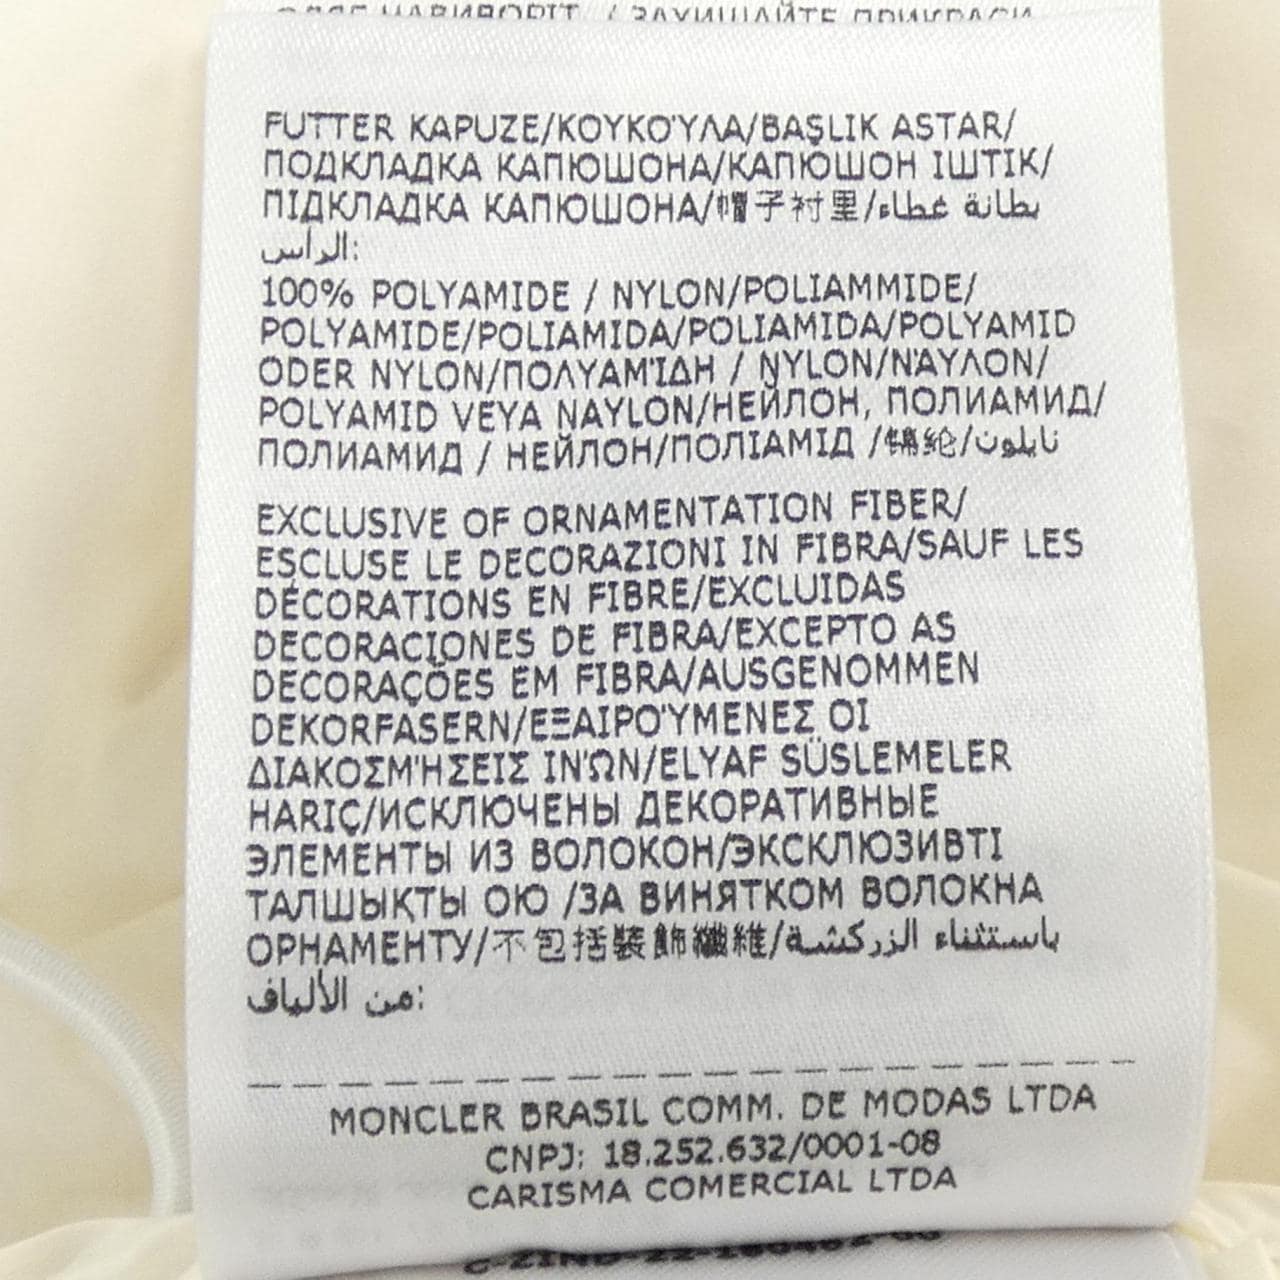 FUTTER KAPUZE/ΚΟΥΚΟΎΛΑ/BAŞLIK ASTAR/
ПОДКЛАДКА КАПЮШОНА/КАПЮШОН ІШТІК/
ПІДКЛАДКА КАПЮШОНА/帽子衬里/بطانة غطاء
الرأس:
100% POLYAMIDE / NYLON/POLIAMMIDE/
POLYAMIDE/POLIAMIDA/POLIAMIDA/POLYAMID
ODER NYLON/ΠΟΛΥΑΜΊΔΗ / NYLON/ΝΆΥΛΟΝ/
POLYAMID VEYA NAYLON/НЕЙЛОН, ПОЛИАМИД/
ПОЛИАМИД / НЕЙЛОН/ПОЛІАМІД /锦纶/نايلون
EXCLUSIVE OF ORNAMENTATION FIBER/
ESCLUSE LE DECORAZIONI IN FIBRA/SAUF LES
DÉCORATIONS EN FIBRE/EXCLUIDAS
DECORACIONES DE FIBRA/EXCEPTO AS
DECORAÇÕES EM FIBRA/AUSGENOMMEN
DEKORFASERN/ΕΞΑΙΡΟΎΜΕΝΕΣ ΟΙ
ΔΙΑΚΟΣΜΉΣΕΙΣ ΙΝΏΝ/ELYAF SÜSLEMELER
HARIÇ/ИСКЛЮЧЕНЫ ДЕКОРАТИВНЫЕ
ЭЛЕМЕНТЫ ИЗ ВОЛОКОН/ЭКСКЛЮЗИВТІ
ТАЛШЫҚТЫ ОЮ /ЗА ВИНЯТКОМ ВОЛОКНА
ОРНАМЕНТУ/不包括裝飾纖維/باستثناء الزركشة
من الألياف:
MONCLER BRASIL COMM. DE MODAS LTDA
CNPJ: 18.252.632/0001-08
CARISMA COMERCIAL LTDA